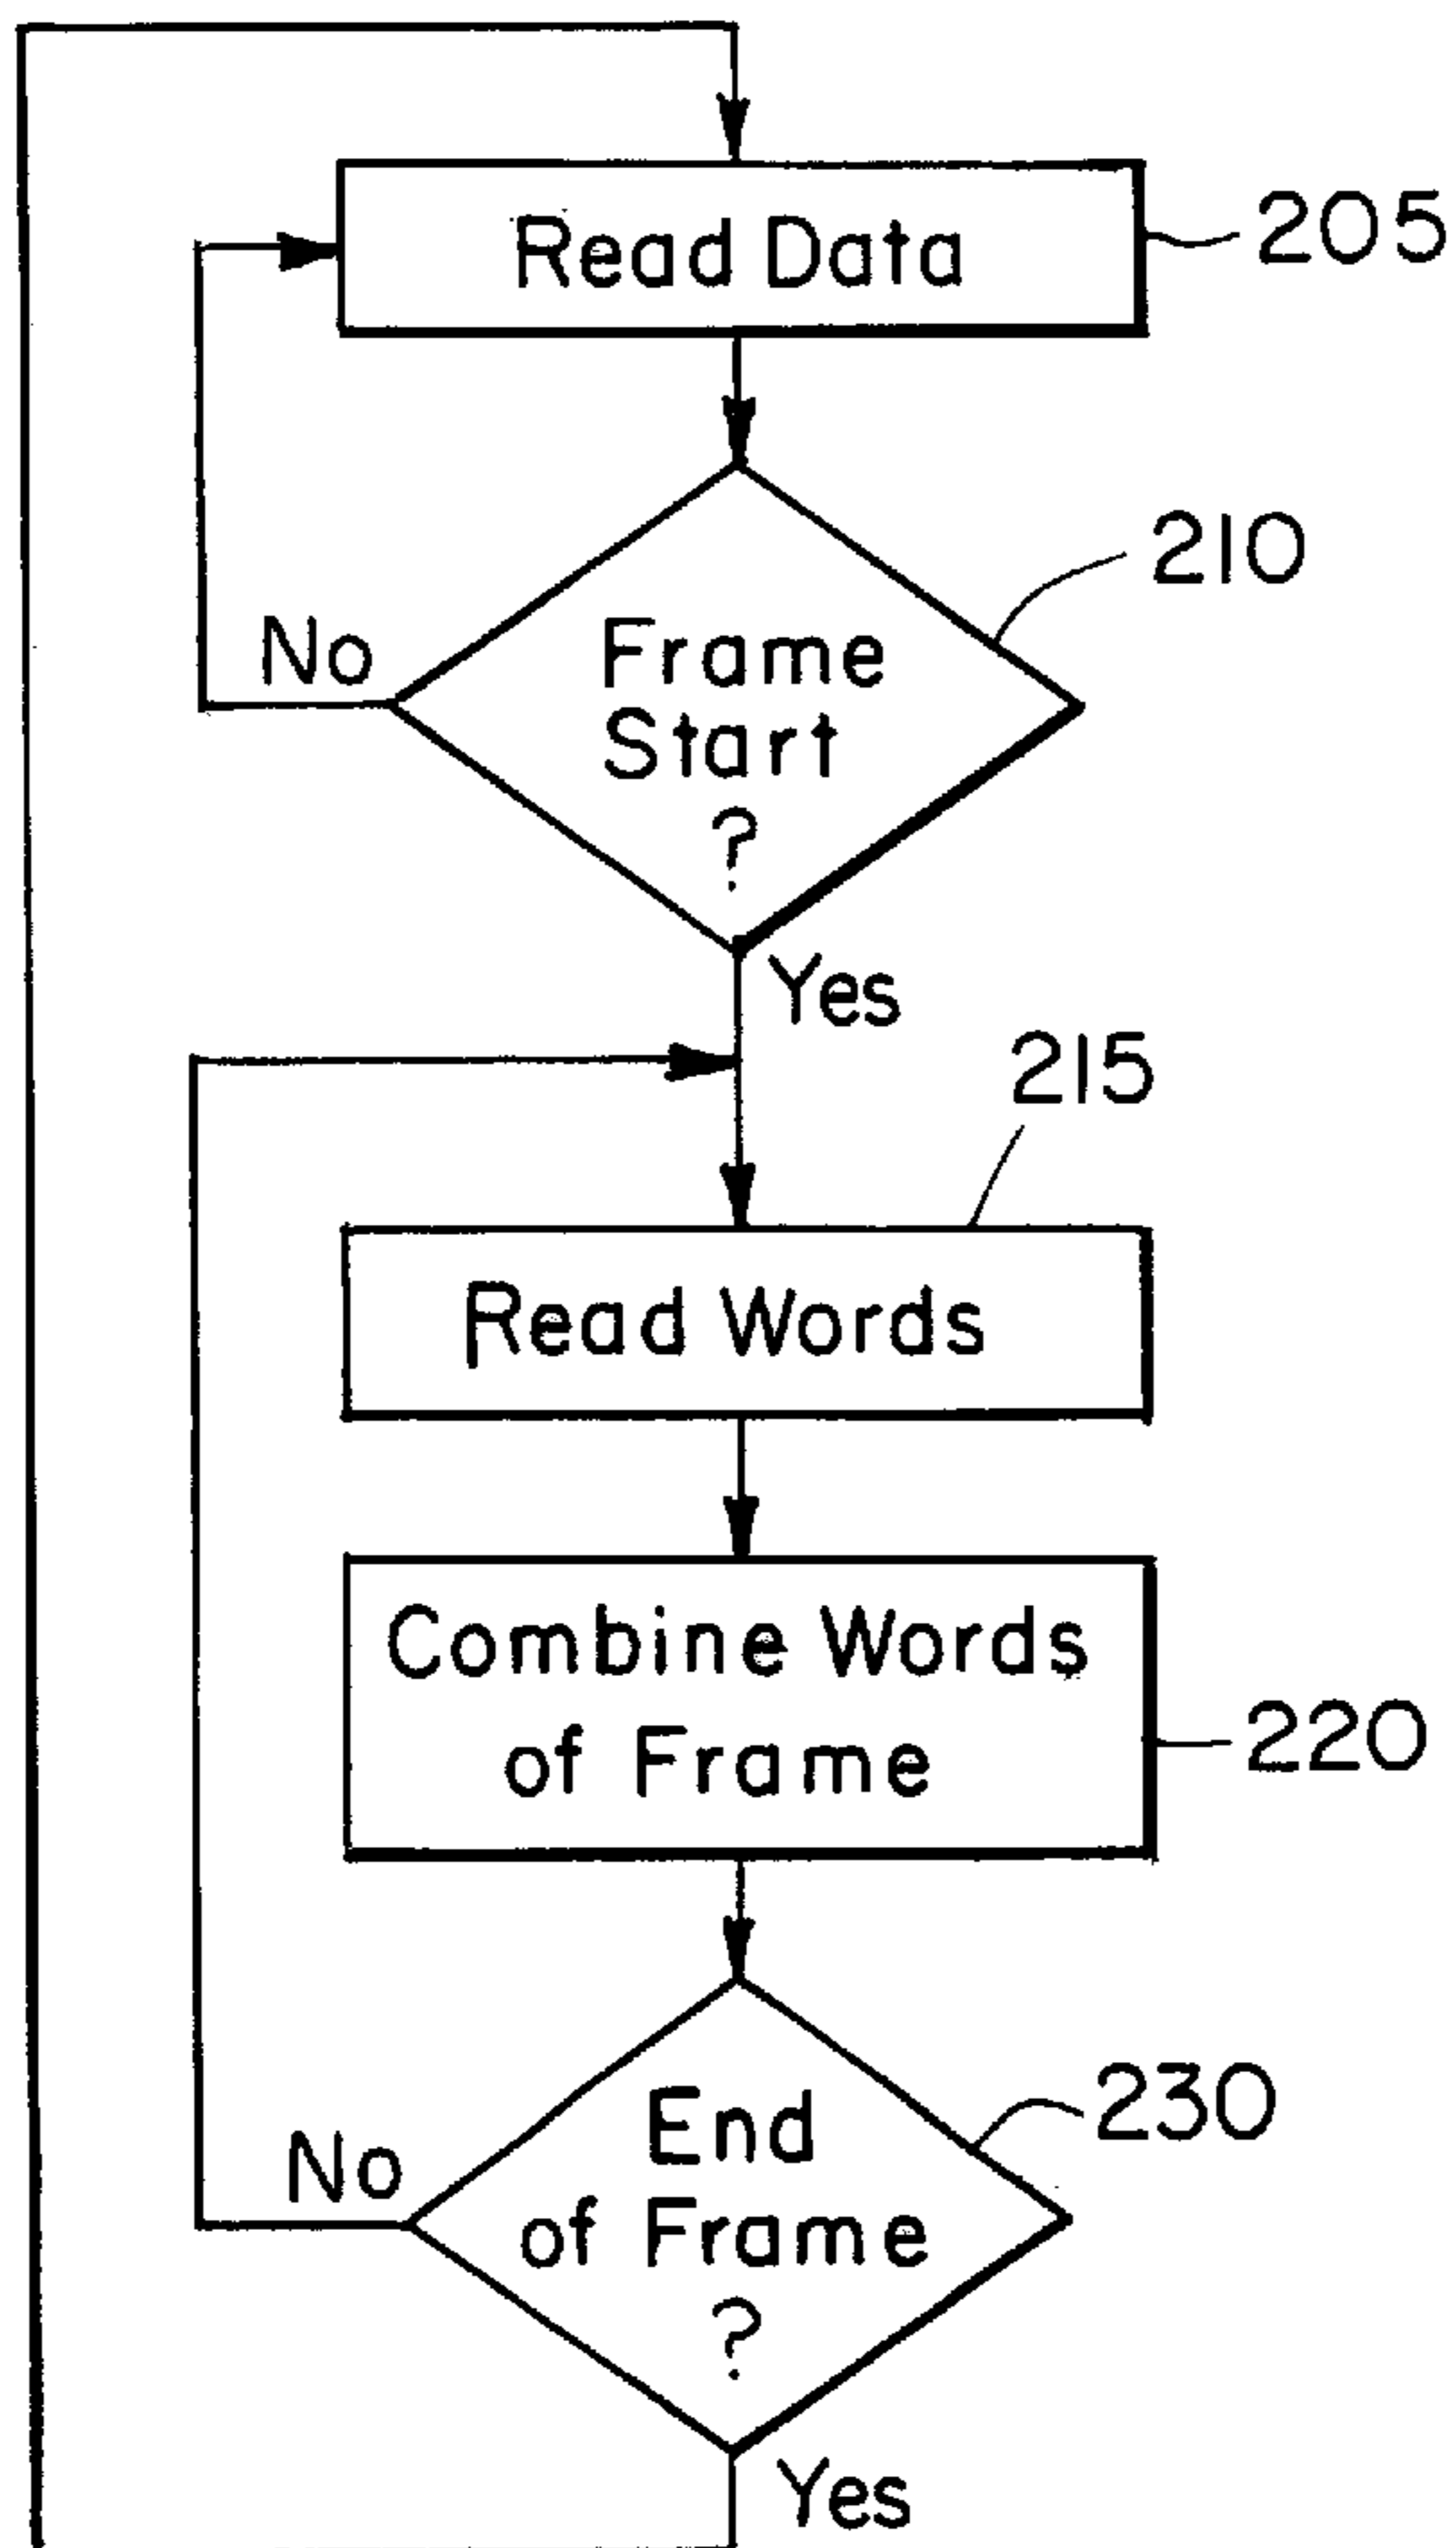 Read Data
205
210
No
Frame
Start
?
Yes
215
Read Words
Combine Words
of Frame
220
230
No
End
of Frame
?
Yes